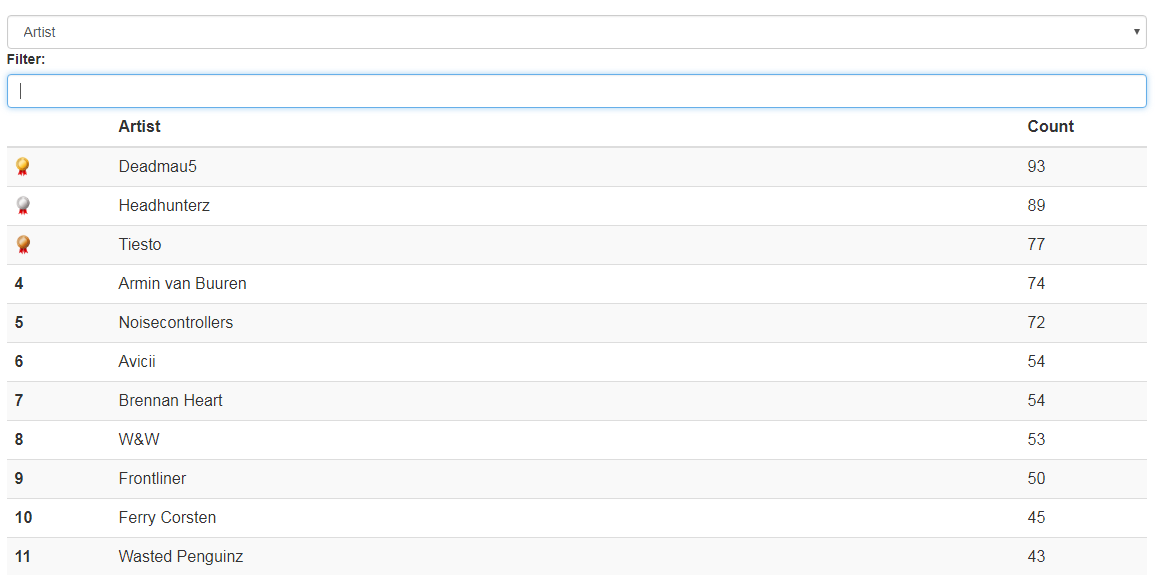 Artist
Filter:
Artist Count
Deadmau5 93
Headhunterz 89
Tiesto 77
4 Armin van Buuren 74
5 Noisecontrollers 72
6 Avicii 54
7 Brennan Heart 54
8 W&W 53
9 Frontliner 50
10 Ferry Corsten 45
11 Wasted Penguinz 43